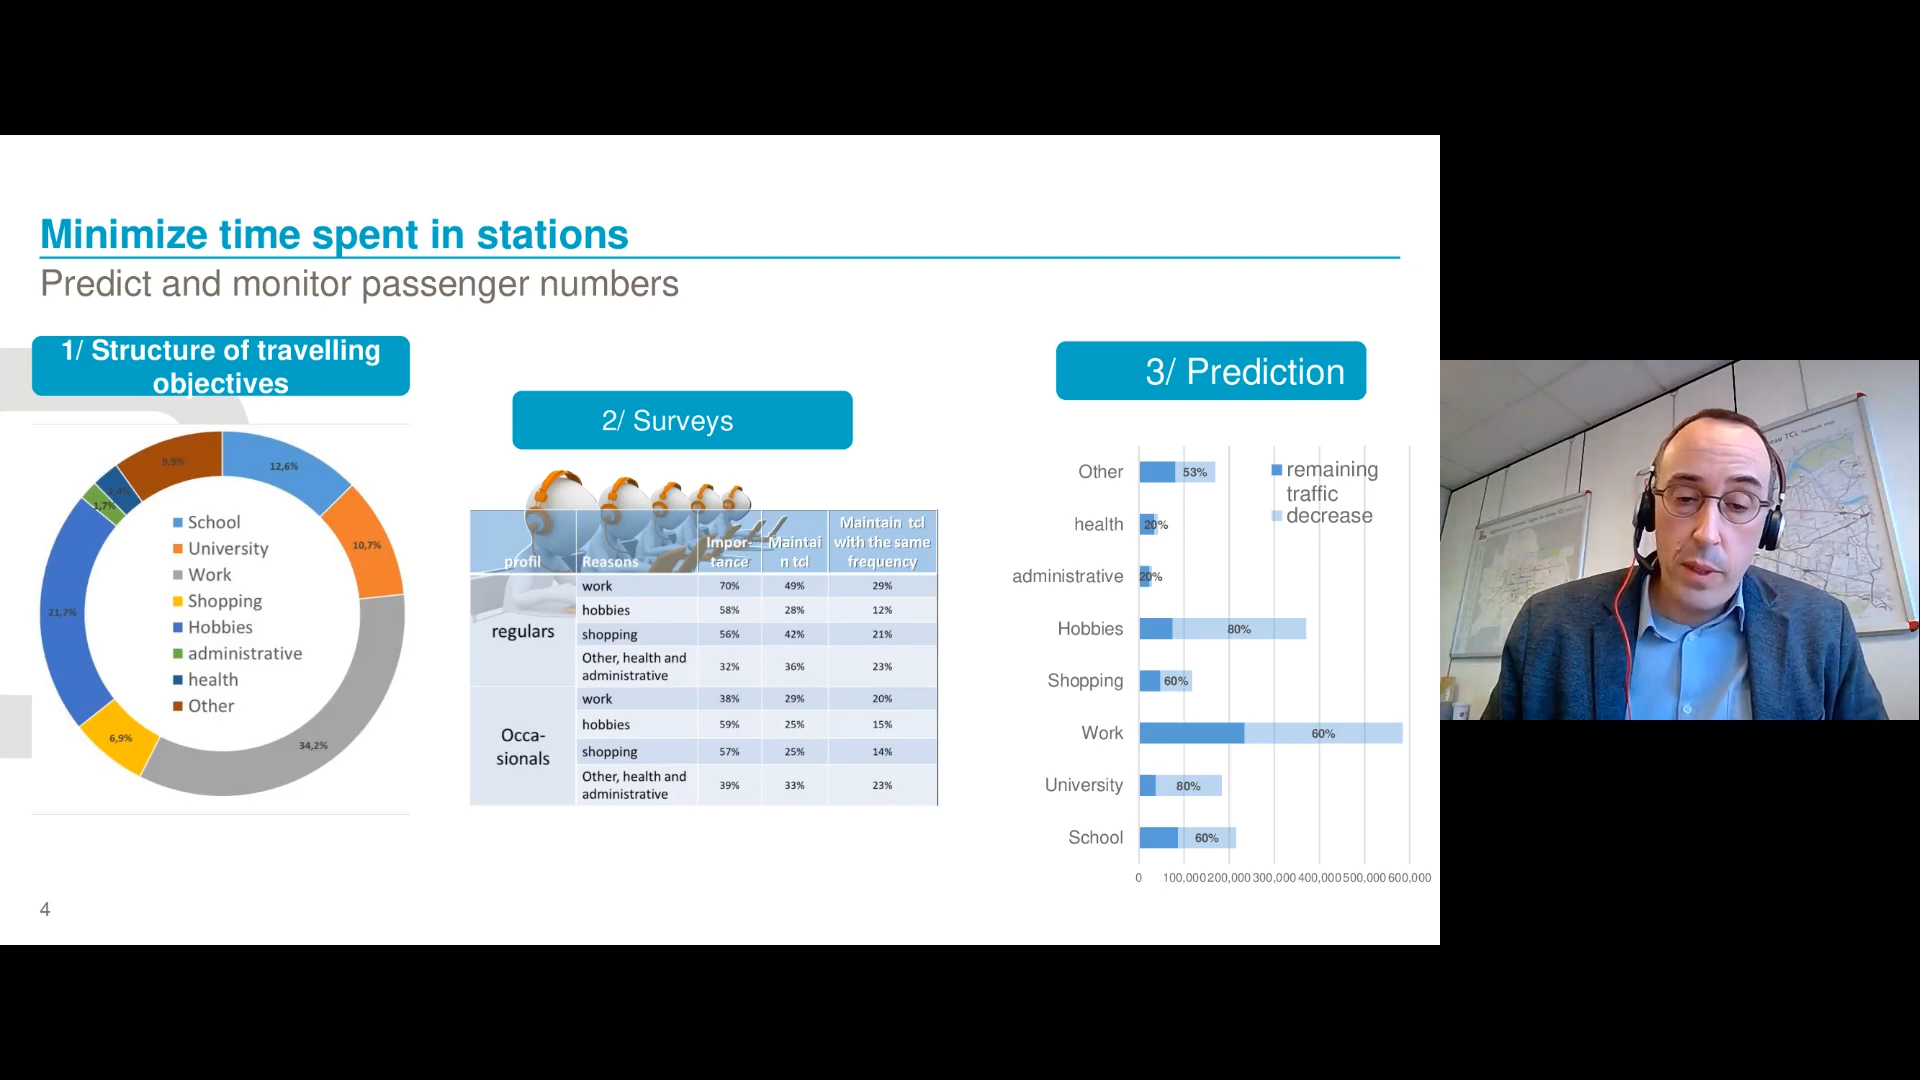 Minimize time spent in stations
Predict and monitor passenger numbers
1/ Structure of travelling
objectives
12,6%
10,7%
34,2%
6,9%
21,7%
1,7%
9,9%
School
University
Work
Shopping
Hobbies
administrative
health
Other
2/ Surveys
profil Reasons Impor-tance Maintain tcl Maintain tcl with the same frequency
regulars
work 70% 49% 29%
hobbies 58% 28% 12%
shopping 56% 42% 21%
Other, health and administrative 32% 36% 23%
Occa-
sionals
work 38% 29% 20%
hobbies 59% 25% 15%
shopping 57% 25% 14%
Other, health and administrative 39% 33% 23%
3/ Prediction
remaining
traffic
decrease
Other 53%
health 20%
administrative 20%
Hobbies 80%
Shopping 60%
Work 60%
University 80%
School 60%
0 100,000 200,000 300,000 400,000 500,000 600,000
4